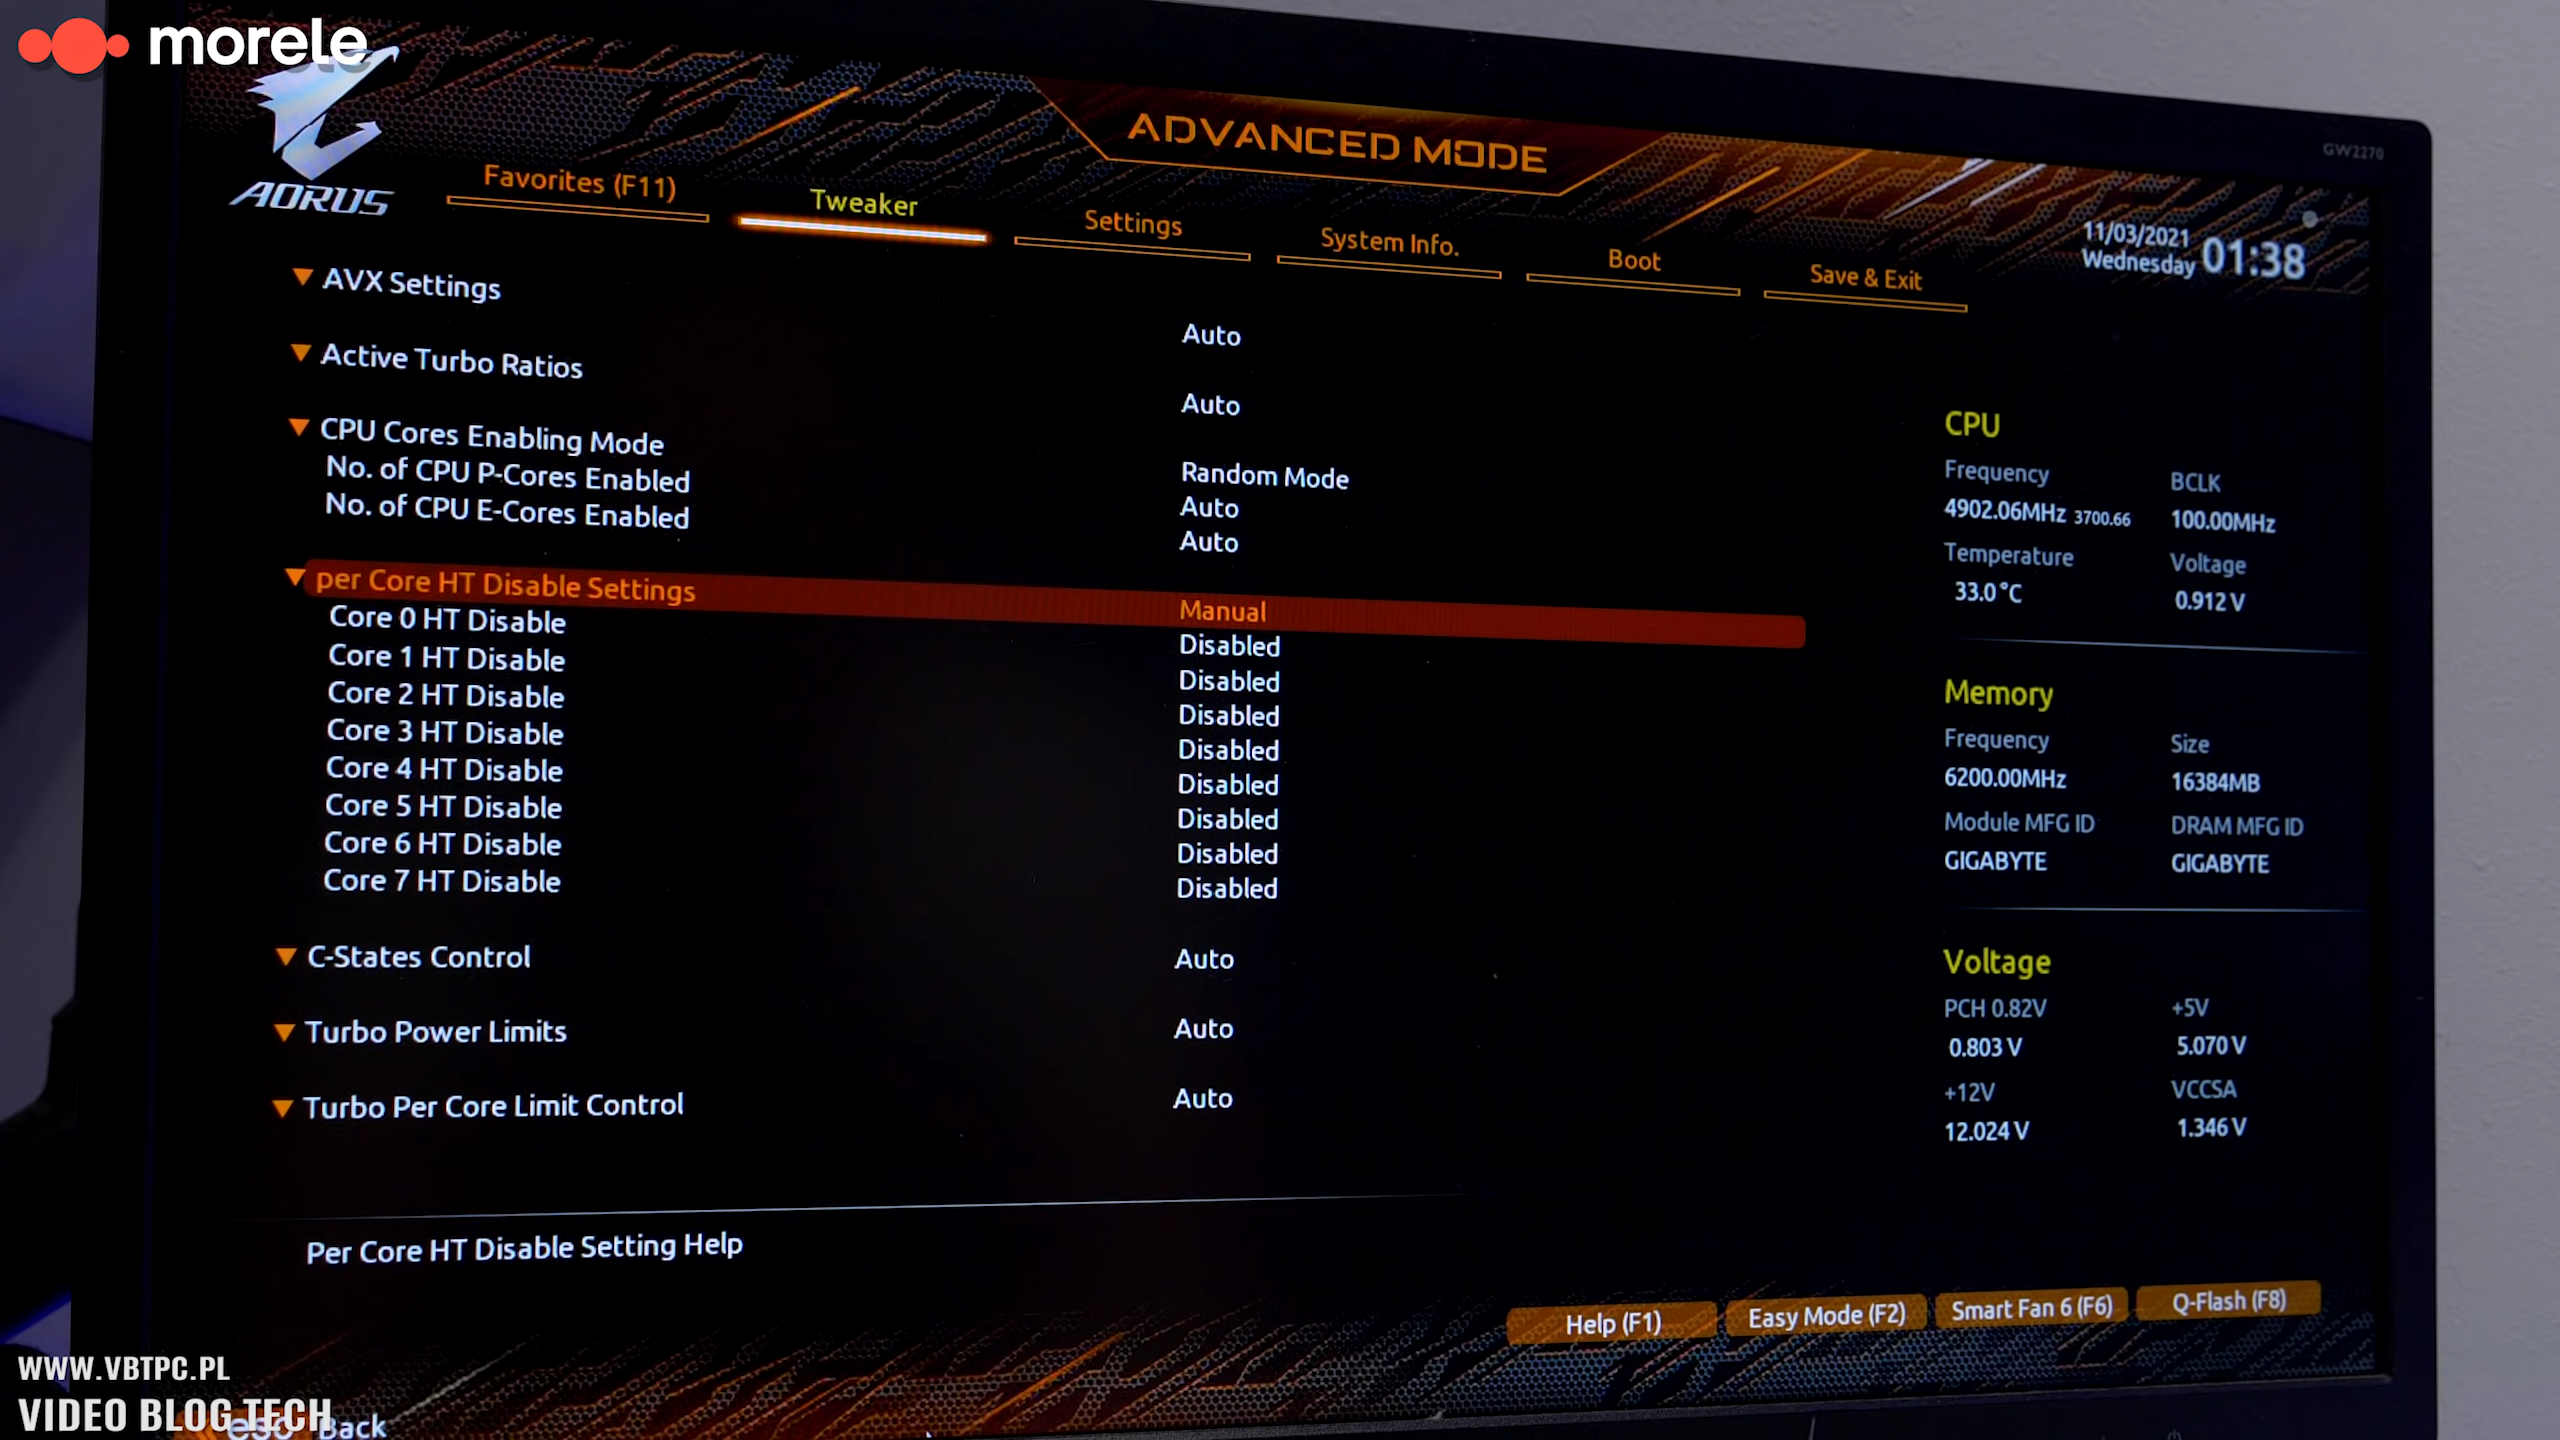 morele
GW2270
AORUS
ADVANCED MODE
Favorites (F11)
Tweaker
Settings
System Info.
Boot
Save & Exit
11/03/2021
Wednesday
01:38
AVX Settings
Auto
Active Turbo Ratios
Auto
CPU Cores Enabling Mode
Random Mode
No. of CPU P-Cores Enabled
Auto
No. of CPU E-Cores Enabled
Auto
per Core HT Disable Settings
Manual
Core 0 HT Disable
Disabled
Core 1 HT Disable
Disabled
Core 2 HT Disable
Disabled
Core 3 HT Disable
Disabled
Core 4 HT Disable
Disabled
Core 5 HT Disable
Disabled
Core 6 HT Disable
Disabled
Core 7 HT Disable
Disabled
C-States Control
Auto
Turbo Power Limits
Auto
Turbo Per Core Limit Control
Auto
CPU
Frequency
BCLK
4902.06MHz 3700.66
100.00MHz
Temperature
Voltage
33.0 °C
0.912 V
Memory
Frequency
Size
6200.00MHz
16384MB
Module MFG ID
DRAM MFG ID
GIGABYTE
GIGABYTE
Voltage
PCH 0.82V
+5V
0.803 V
5.070 V
+12V
VCCSA
12.024 V
1.346 V
Per Core HT Disable Setting Help
Help (F1)
Easy Mode (F2)
Smart Fan 6 (F6)
Q-Flash (F8)
WWW.VBTPC.PL
VIDEO BLOG TECH
esc Back